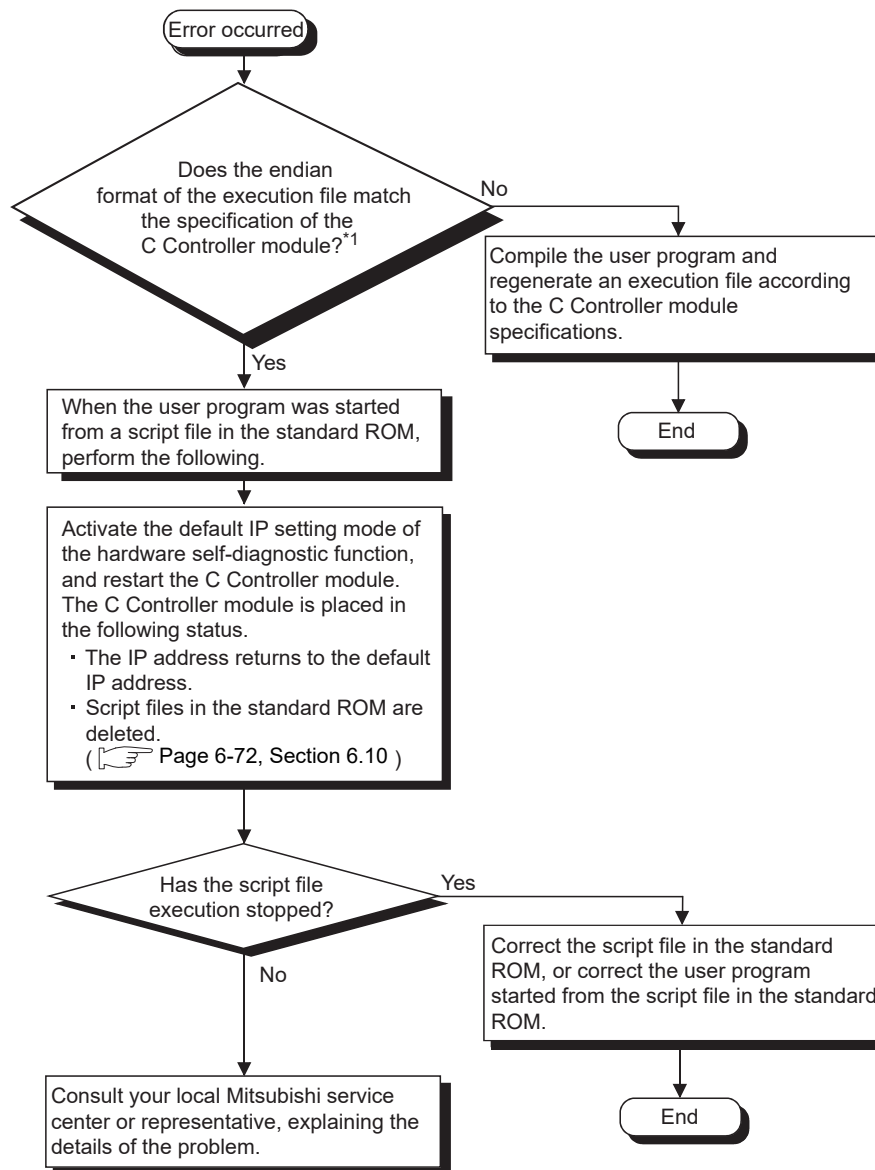 Error occurred
Does the endian
format of the execution file match
the specification of the
C Controller module?*1
No
Compile the user program and
regenerate an execution file according
to the C Controller module
specifications.
End
Yes
When the user program was started
from a script file in the standard ROM,
perform the following.
Activate the default IP setting mode of
the hardware self-diagnostic function,
and restart the C Controller module.
The C Controller module is placed in
the following status.
· The IP address returns to the default
IP address.
· Script files in the standard ROM are
deleted.
( Page 6-72, Section 6.10 )
Has the script file
execution stopped?
Yes
Correct the script file in the standard
ROM, or correct the user program
started from the script file in the standard
ROM.
End
No
Consult your local Mitsubishi service
center or representative, explaining the
details of the problem.